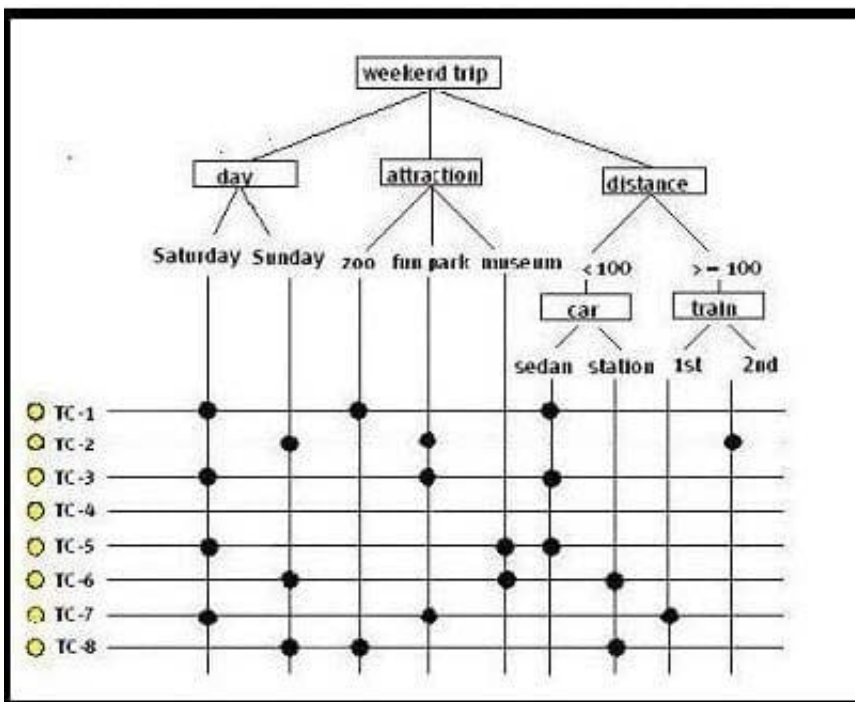 weekend trip
day
attraction
distance
Saturday Sunday zoo fun park museum
< 100 >= 100
car train
sedan station 1st 2nd
TC-1
TC-2
TC-3
TC-4
TC-5
TC-6
TC-7
TC-8